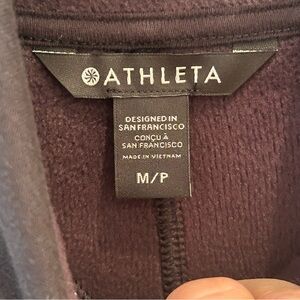 ATHLETA
DESIGNED IN
SAN FRANCISCO
CONÇU À
SAN FRANCISCO
MADE IN VIETNAM
M/P